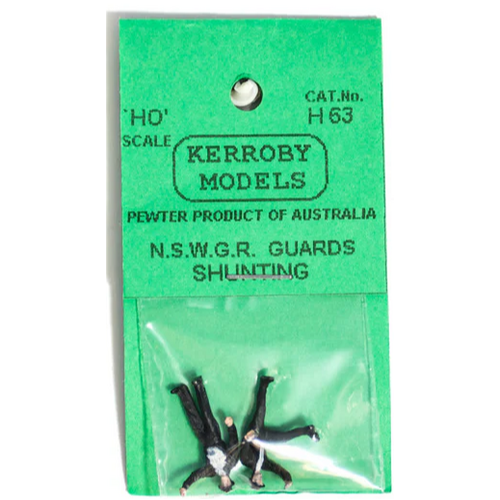 'HO'
SCALE
CAT.No.
H 63
KERROBY
MODELS
PEWTER PRODUCT OF AUSTRALIA
N.S.W.G.R. GUARDS
SHUNTING